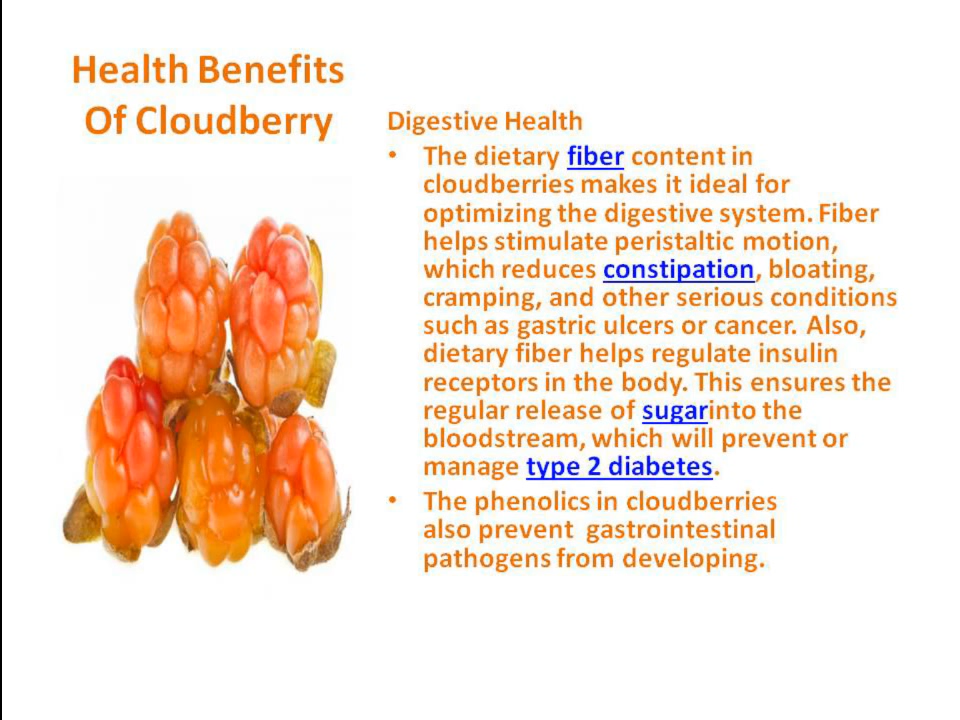 Health Benefits
Of Cloudberry
Digestive Health
• The dietary fiber content in
cloudberries makes it ideal for
optimizing the digestive system. Fiber
helps stimulate peristaltic motion,
which reduces constipation, bloating,
cramping, and other serious conditions
such as gastric ulcers or cancer. Also,
dietary fiber helps regulate insulin
receptors in the body. This ensures the
regular release of sugarinto the
bloodstream, which will prevent or
manage type 2 diabetes.
• The phenolics in cloudberries
also prevent gastrointestinal
pathogens from developing.